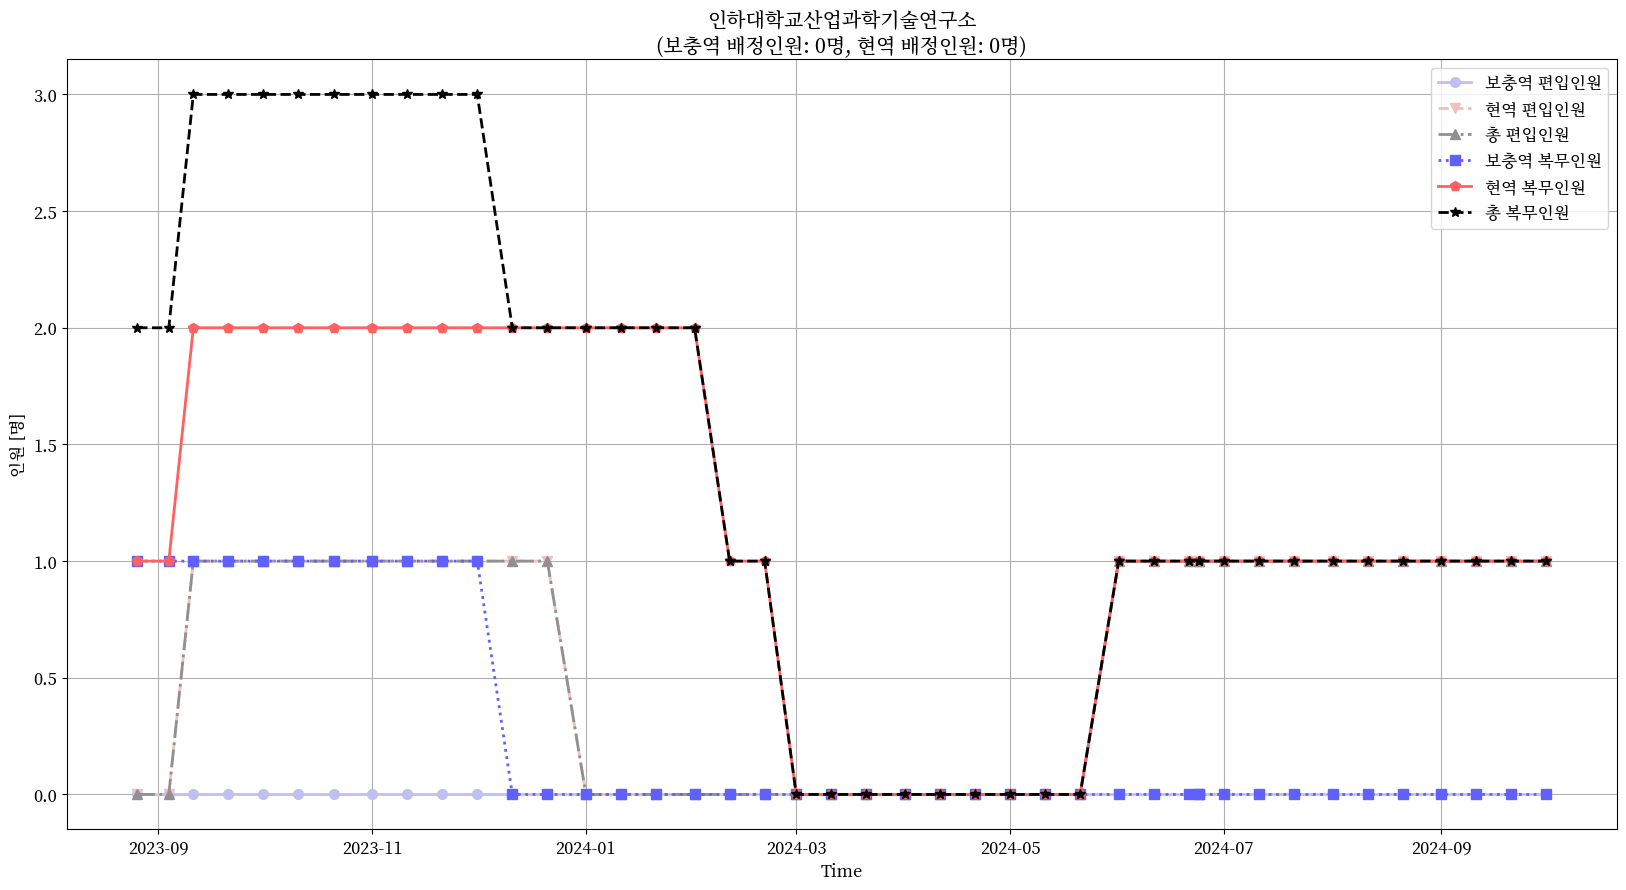 인하대학교산업과학기술연구소
(보충역 배정인원: 0명, 현역 배정인원: 0명)
보충역 편입인원
현역 편입인원
총 편입인원
보충역 복무인원
현역 복무인원
총 복무인원
인원 [명]
3.0
2.5
2.0
1.5
1.0
0.5
0.0
2023-09
2023-11
2024-01
2024-03
2024-05
2024-07
2024-09
Time